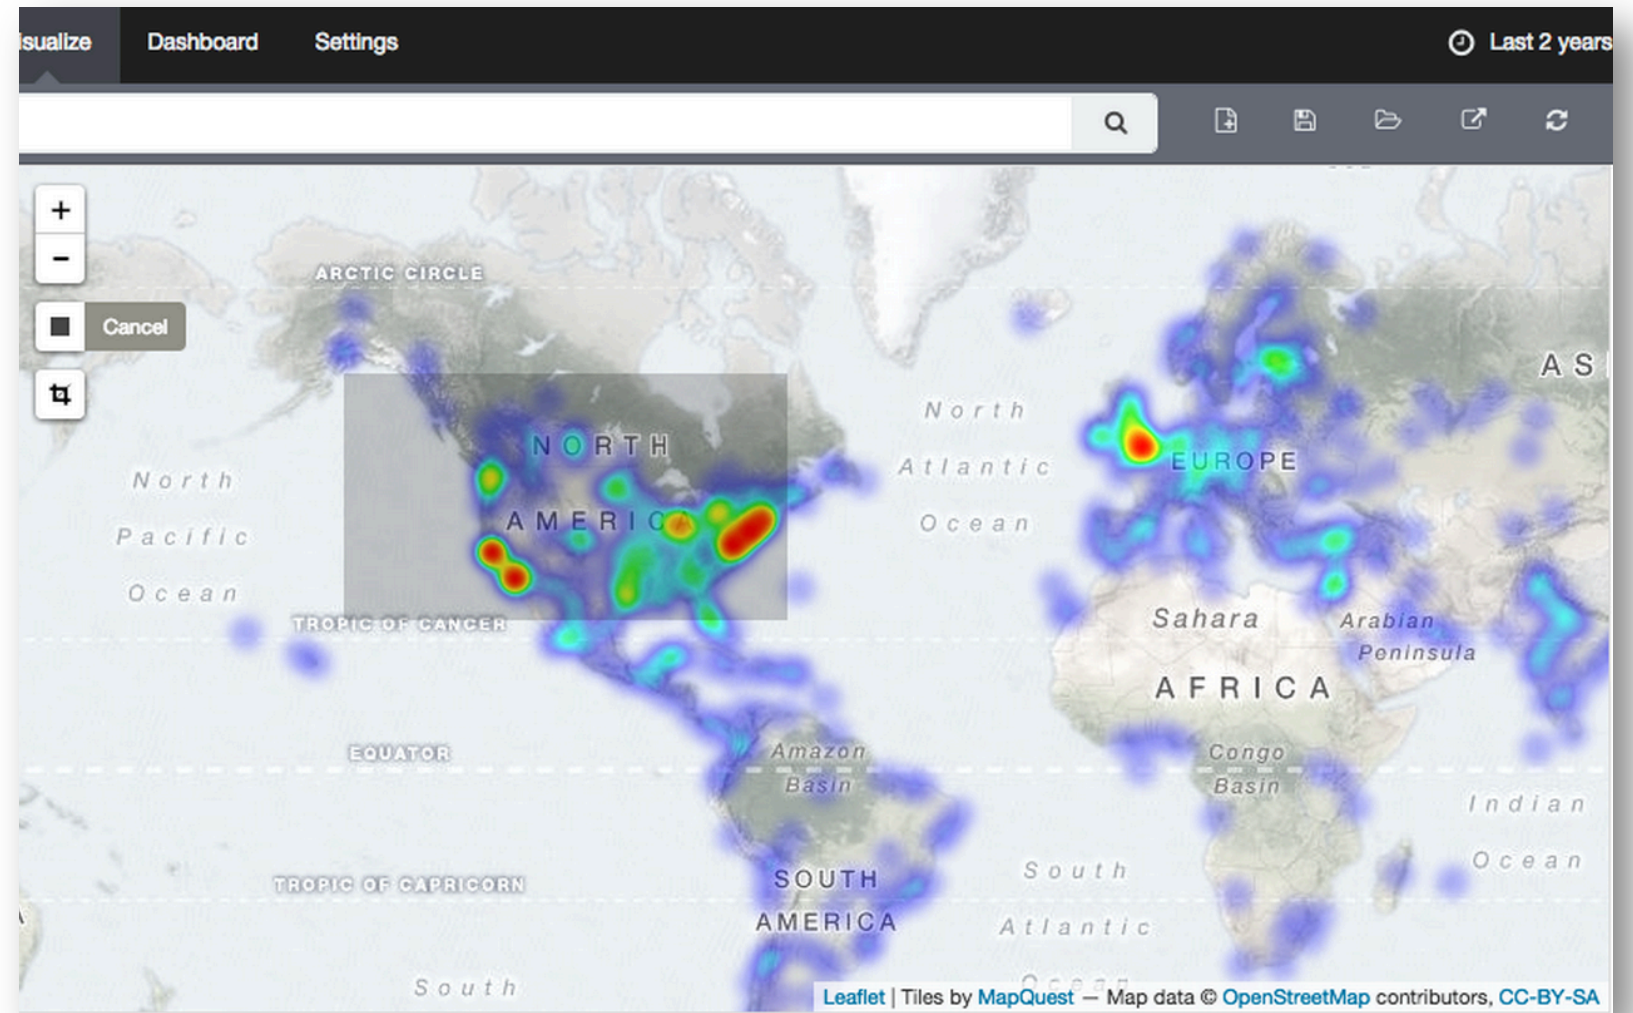 isualize Dashboard Settings Last 2 years
+
−
Cancel
ARCTIC CIRCLE
NORTH
AMERICA
North
Pacific
Ocean
North
Atlantic
Ocean
EUROPE
AS
TROPIC OF CANCER
Sahara
Arabian
Peninsula
AFRICA
EQUATOR
Amazon
Basin
Congo
Basin
Indian
Ocean
TROPIC OF CAPRICORN
SOUTH
AMERICA
South
Atlantic
Ocean
South
Leaflet | Tiles by MapQuest — Map data © OpenStreetMap contributors, CC-BY-SA